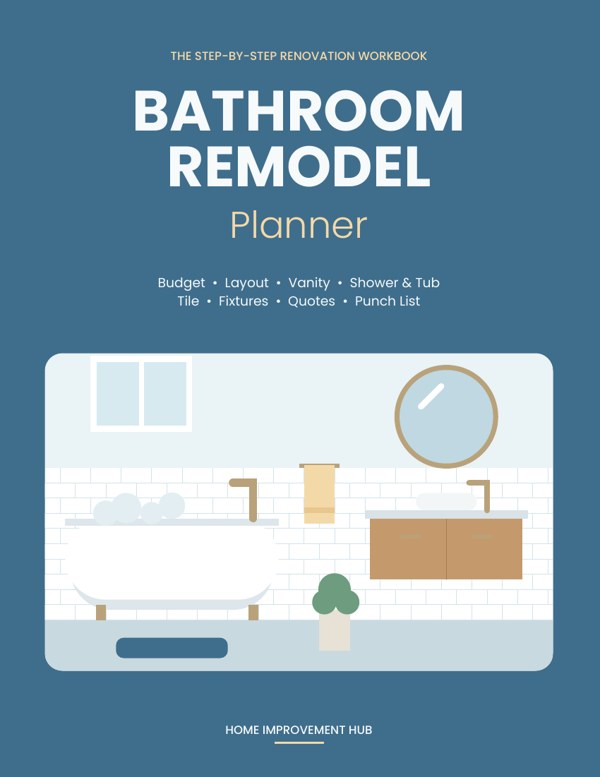 THE STEP-BY-STEP RENOVATION WORKBOOK
BATHROOM
REMODEL
Planner
Budget • Layout • Vanity • Shower & Tub
Tile • Fixtures • Quotes • Punch List
HOME IMPROVEMENT HUB